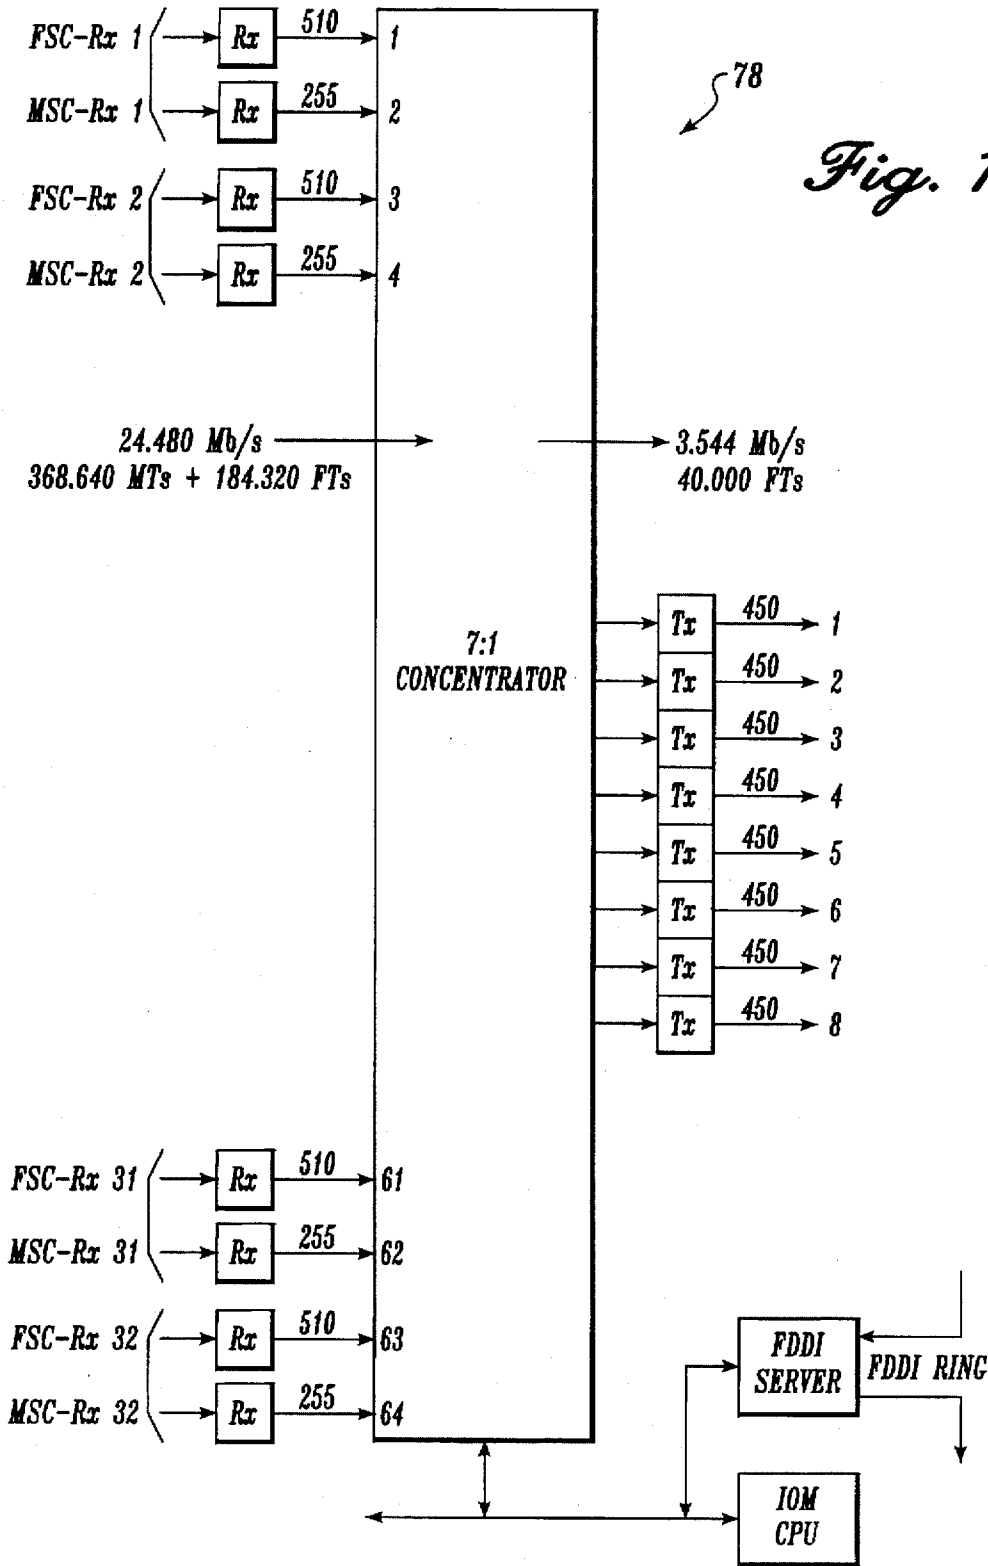 FSC-Rx 1 Rx 510 1
78
MSC-Rx 1 Rx 255 2
Fig. 1
FSC-Rx 2 Rx 510 3
MSC-Rx 2 Rx 255 4
24.480 Mb/s
368.640 MTs + 184.320 FTs
3.544 Mb/s
40.000 FTs
7:1
CONCENTRATOR
Tx 450 1
Tx 450 2
Tx 450 3
Tx 450 4
Tx 450 5
Tx 450 6
Tx 450 7
Tx 450 8
FSC-Rx 31 Rx 510 61
MSC-Rx 31 Rx 255 62
FSC-Rx 32 Rx 510 63
MSC-Rx 32 Rx 255 64
FDDI
SERVER
FDDI RING
IOM
CPU